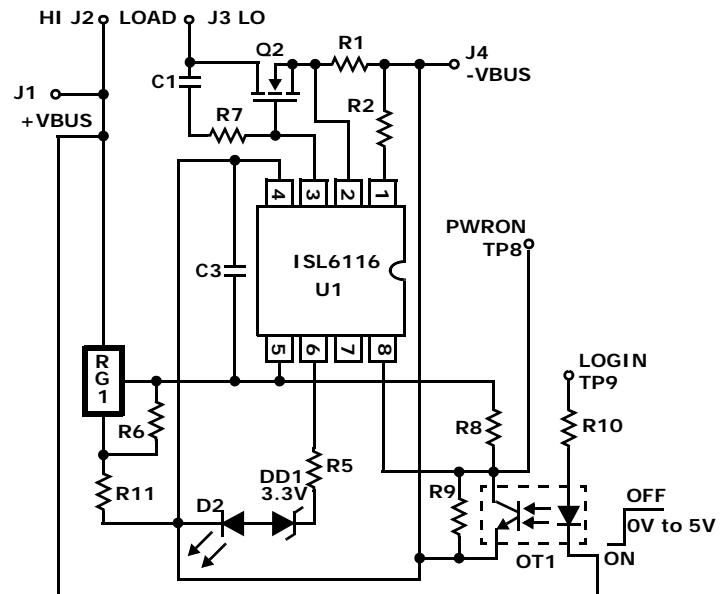 HI J2 LOAD J3 LO
Q2
R1
J4
-VBUS
C1
J1
+VBUS
R7
R2
4 3 2 1
PWRON
TP8
ISL6116
U1
C3
5 6 7 8
RG1
LOGIN
TP9
R6
R8
R10
R11
D2
DD1
3.3V
R5
R9
OFF
0V to 5V
ON
OT1